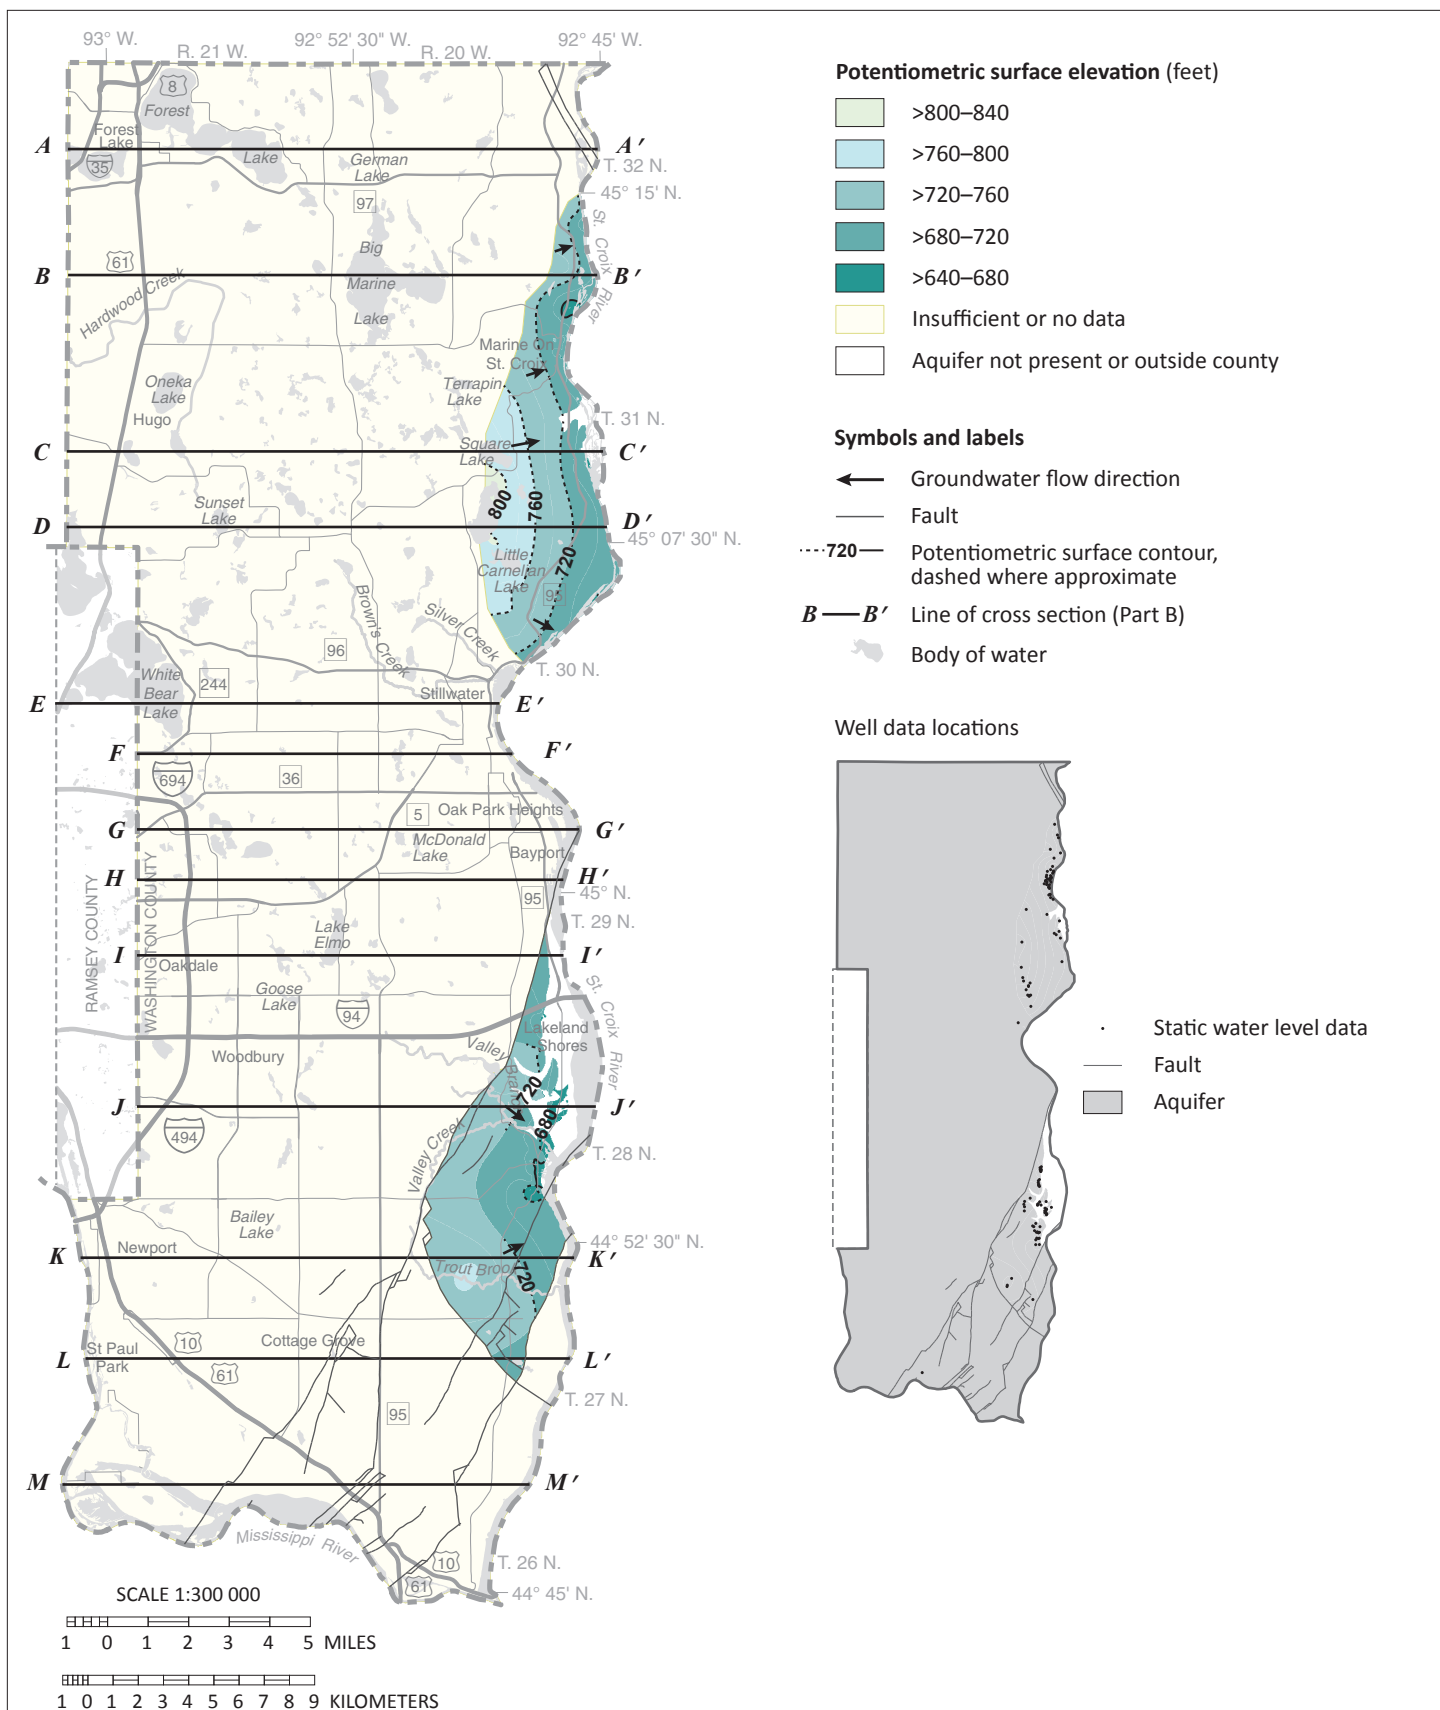 93° W.
92° 52' 30" W.
92° 45' W.
R. 21 W.
R. 20 W.
8
Forest
Forest
Lake
35
Lake
German
Lake
A
A'
T. 32 N.
45° 15' N.
97
St. Croix
River
Big
Marine
Lake
61
B
B'
Hardwood Creek
Marine On
St. Croix
Terrapin
Lake
Oneka
Lake
Hugo
T. 31 N.
C
C'
Square
Lake
800
760
Sunset
Lake
D
D'
45° 07' 30" N.
Little
Carnelian
Lake
720
95
Brown's Creek
Silver Creek
96
T. 30 N.
White
Bear
Lake
244
Stillwater
E
E'
F
F'
694
36
5
Oak Park Heights
G
G'
McDonald
Lake
Bayport
H
H'
45° N.
95
T. 29 N.
RAMSEY COUNTY
WASHINGTON COUNTY
Lake
Elmo
I
I'
Oakdale
Goose
Lake
94
St. Croix River
Lakeland
Shores
Woodbury
Valley
720
J
J'
680
494
Valley Creek
T. 28 N.
Bailey
Lake
44° 52' 30" N.
Newport
K
K'
Trout Brook
720
10
Cottage Grove
St Paul
Park
L
L'
61
T. 27 N.
95
M
M'
Mississippi River
10
T. 26 N.
61
44° 45' N.
SCALE 1:300 000
1 0 1 2 3 4 5 MILES
1 0 1 2 3 4 5 6 7 8 9 KILOMETERS
Potentiometric surface elevation (feet)
>800–840
>760–800
>720–760
>680–720
>640–680
Insufficient or no data
Aquifer not present or outside county
Symbols and labels
Groundwater flow direction
Fault
720 Potentiometric surface contour,
dashed where approximate
B B' Line of cross section (Part B)
Body of water
Well data locations
Static water level data
Fault
Aquifer